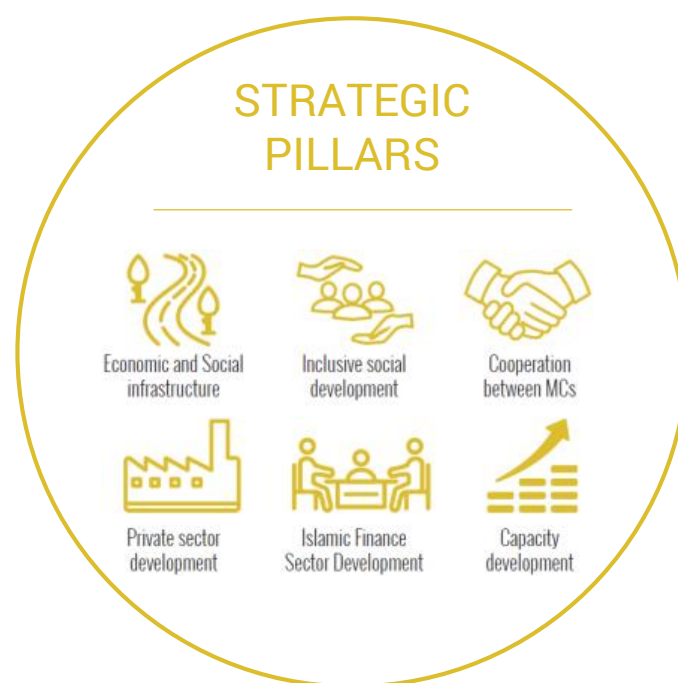 STRATEGIC
PILLARS
Economic and Social
infrastructure
Inclusive social
development
Cooperation
between MCs
Private sector
development
Islamic Finance
Sector Development
Capacity
development